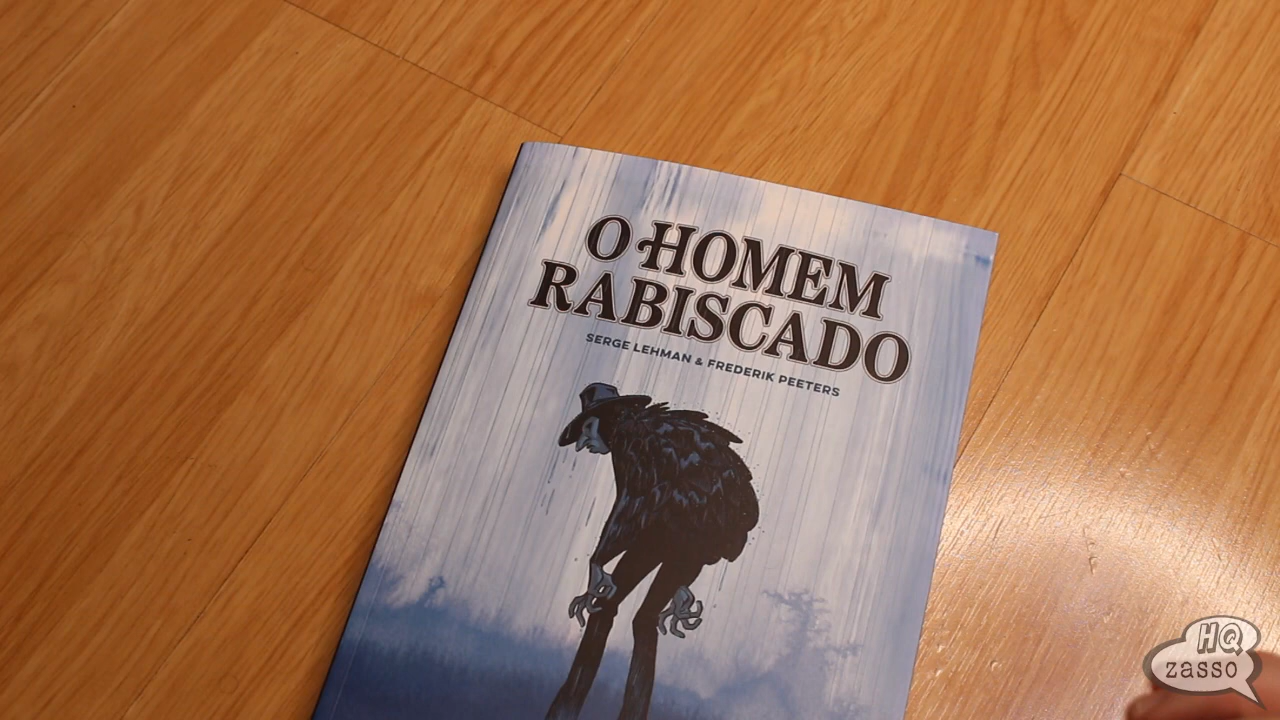 O HOMEM
RABISCADO
SERGE LEHMAN & FREDERIK PEETERS
HQ
zasso